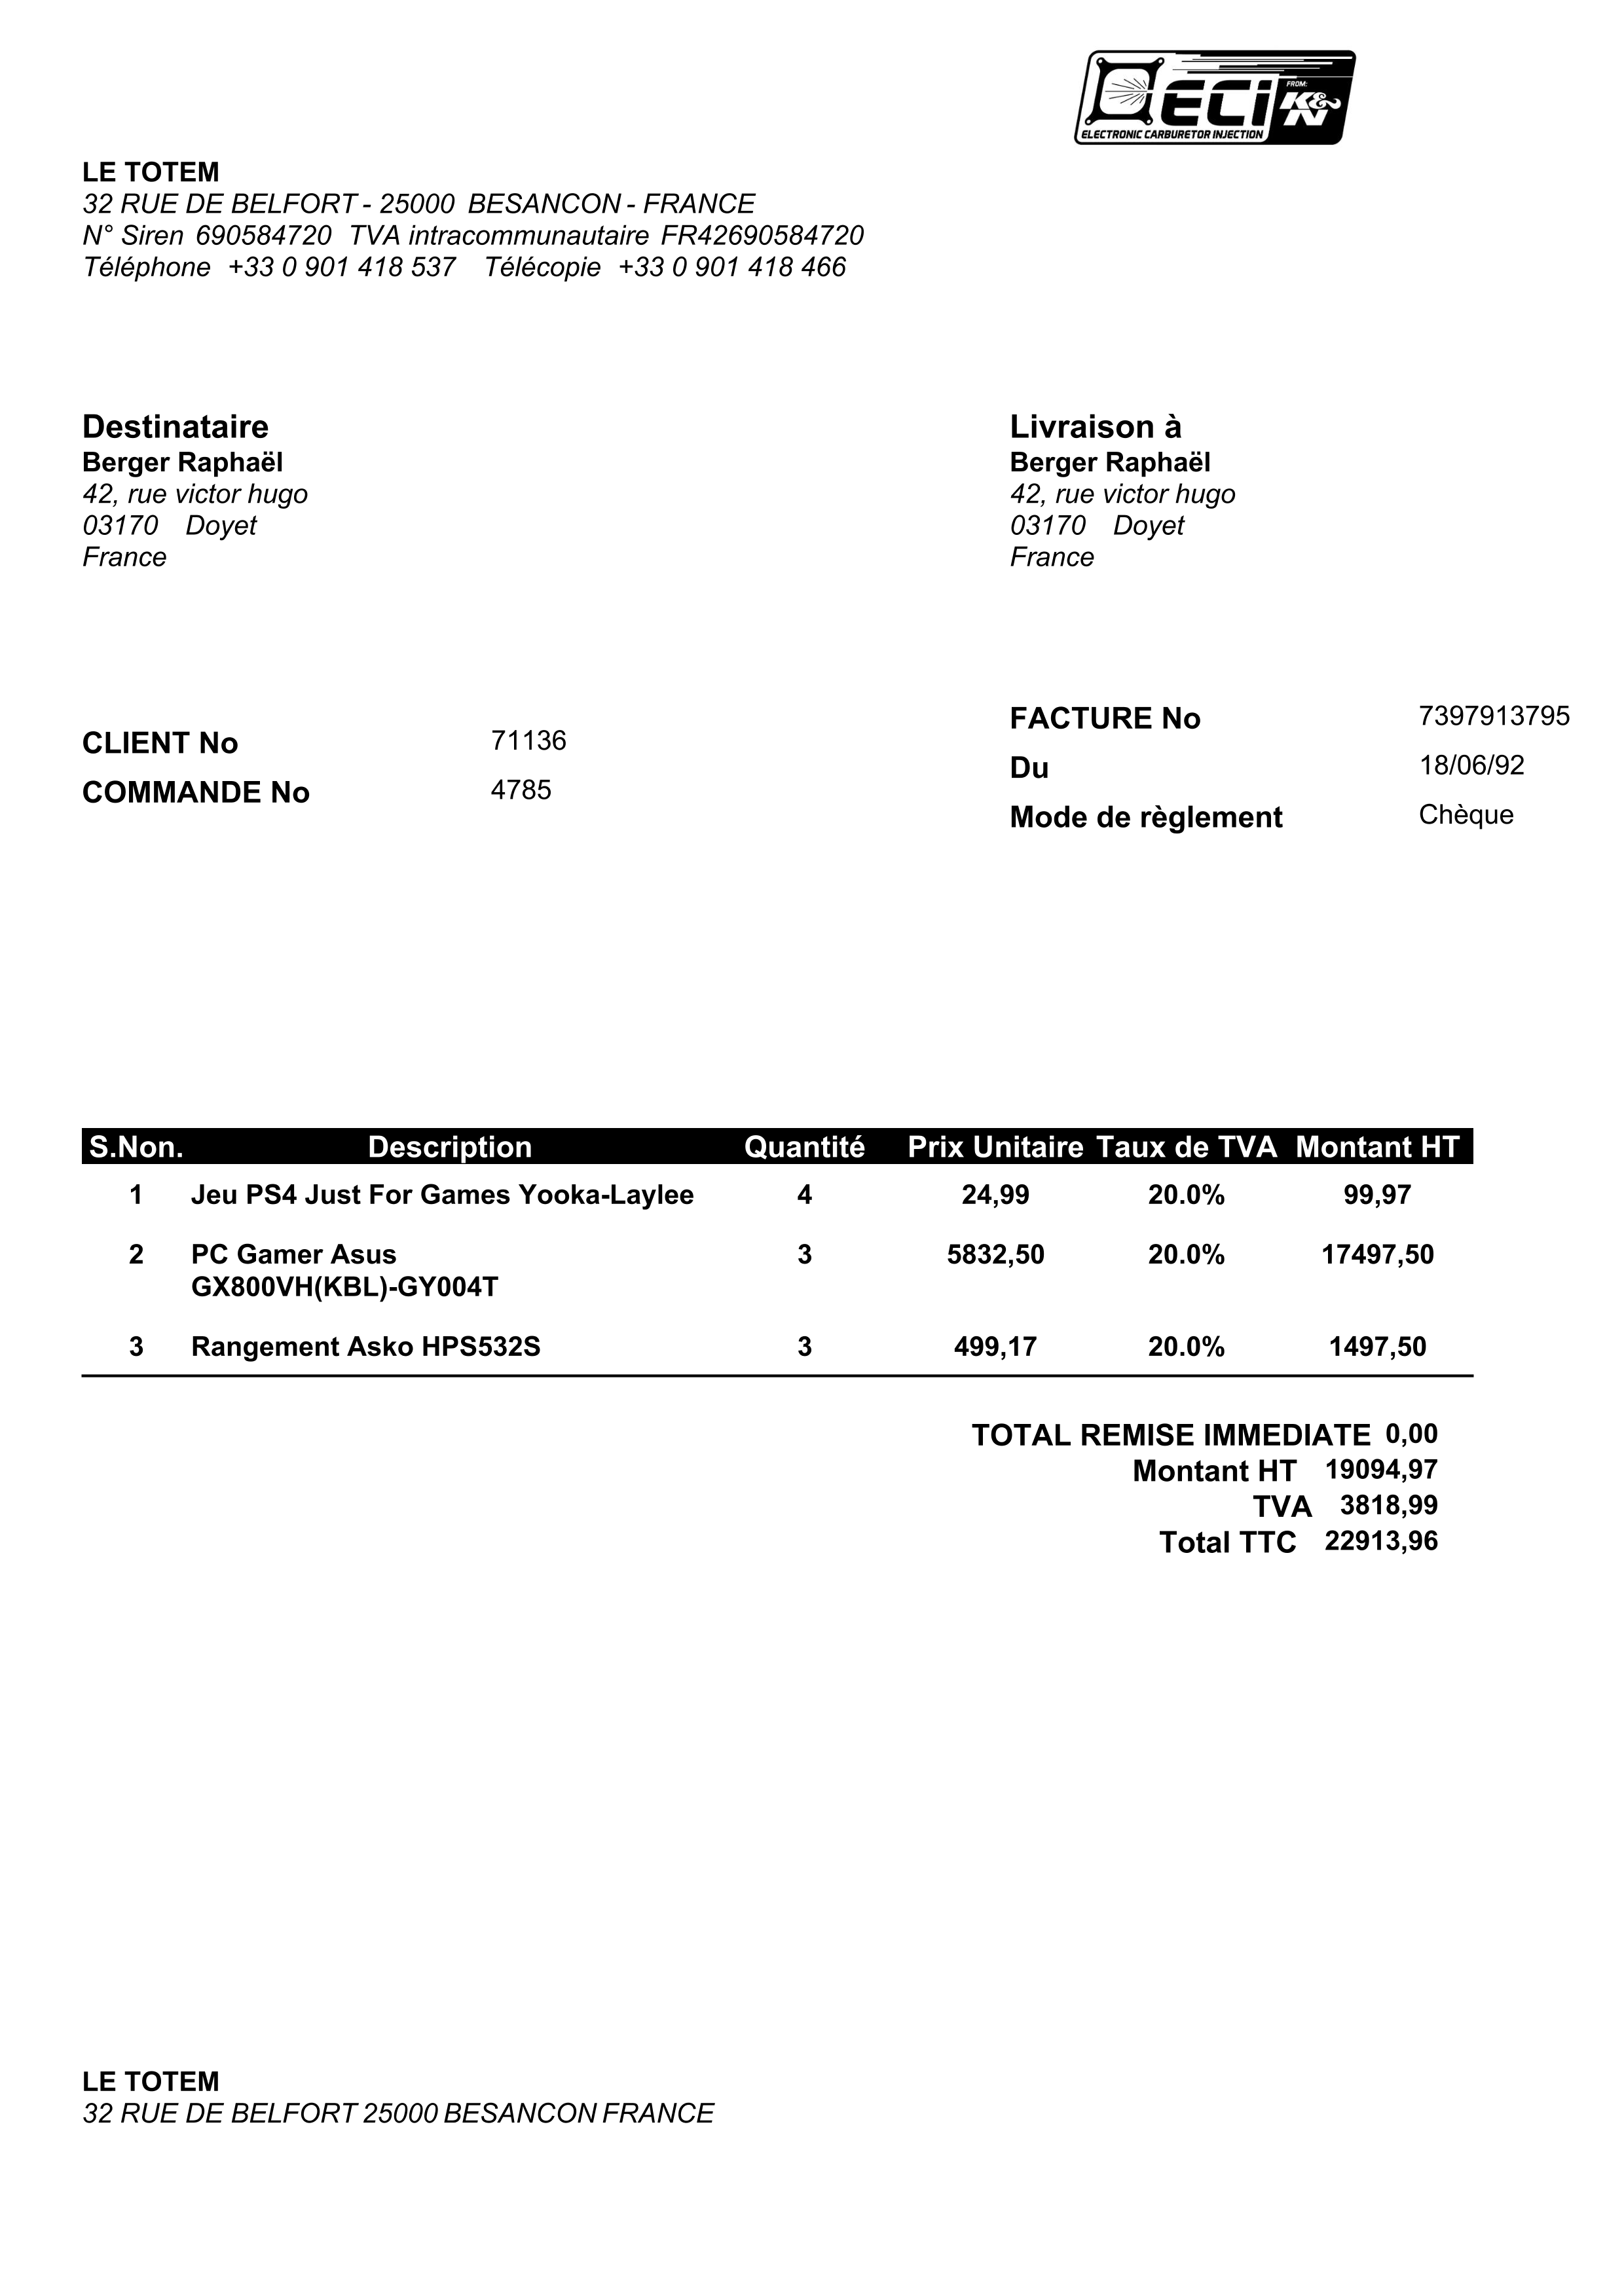 ECi
FROM:
K&N
ELECTRONIC CARBURETOR INJECTION
LE TOTEM
32 RUE DE BELFORT - 25000 BESANCON - FRANCE
N° Siren 690584720 TVA intracommunautaire FR42690584720
Téléphone +33 0 901 418 537 Télécopie +33 0 901 418 466
Destinataire
Berger Raphaël
42, rue victor hugo
03170 Doyet
France
Livraison à
Berger Raphaël
42, rue victor hugo
03170 Doyet
France
CLIENT No 71136
COMMANDE No 4785
FACTURE No 7397913795
Du 18/06/92
Mode de règlement Chèque
S.Non. Description Quantité Prix Unitaire Taux de TVA Montant HT
1 Jeu PS4 Just For Games Yooka-Laylee 4 24,99 20.0% 99,97
2 PC Gamer Asus 3 5832,50 20.0% 17497,50
GX800VH(KBL)-GY004T
3 Rangement Asko HPS532S 3 499,17 20.0% 1497,50
TOTAL REMISE IMMEDIATE 0,00
Montant HT 19094,97
TVA 3818,99
Total TTC 22913,96
LE TOTEM
32 RUE DE BELFORT 25000 BESANCON FRANCE